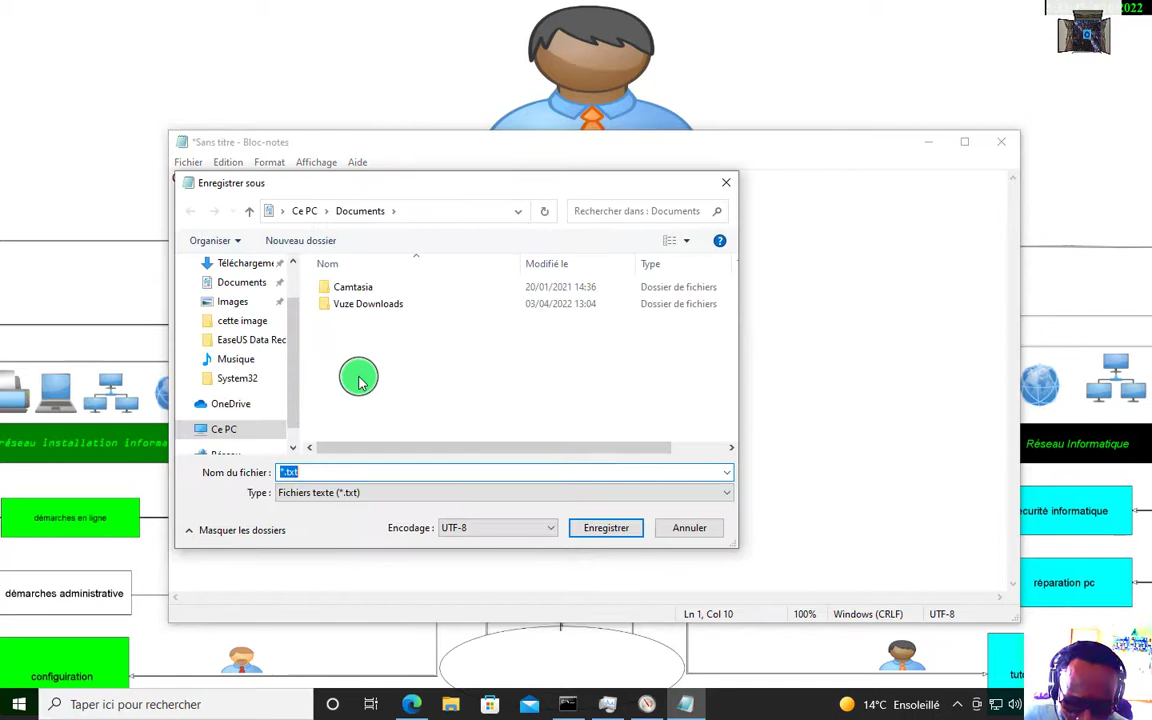 2022
*Sans titre - Bloc-notes
Fichier Edition Format Affichage Aide
Enregistrer sous
Ce PC Documents
Rechercher dans : Documents
Organiser Nouveau dossier
Nom Modifié le Type
Téléchargeme
Documents
Images
cette image
EaseUS Data Rec
Musique
System32
OneDrive
Ce PC
Camtasia 20/01/2021 14:36 Dossier de fichiers
Vuze Downloads 03/04/2022 13:04 Dossier de fichiers
Nom du fichier : *.txt
Type : Fichiers texte (*.txt)
Masquer les dossiers
Encodage : UTF-8
Enregistrer Annuler
Ln 1, Col 10 100% Windows (CRLF) UTF-8
réseau Installation informa
démarches en ligne
démarches administrative
configuiration
Réseau Informatique
ecurité informatique
réparation pc
tut
Taper ici pour rechercher
14°C Ensoleillé